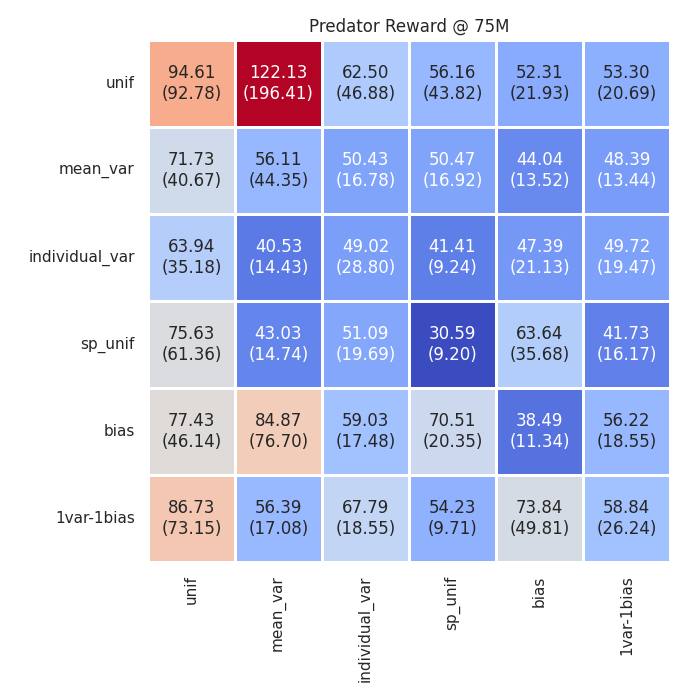 Predator Reward @ 75M
unif
94.61 122.13 62.50 56.16 52.31 53.30
(92.78) (196.41) (46.88) (43.82) (21.93) (20.69)
mean_var
71.73 56.11 50.43 50.47 44.04 48.39
(40.67) (44.35) (16.78) (16.92) (13.52) (13.44)
individual_var
63.94 40.53 49.02 41.41 47.39 49.72
(35.18) (14.43) (28.80) (9.24) (21.13) (19.47)
sp_unif
75.63 43.03 51.09 30.59 63.64 41.73
(61.36) (14.74) (19.69) (9.20) (35.68) (16.17)
bias
77.43 84.87 59.03 70.51 38.49 56.22
(46.14) (76.70) (17.48) (20.35) (11.34) (18.55)
1var-1bias
86.73 56.39 67.79 54.23 73.84 58.84
(73.15) (17.08) (18.55) (9.71) (49.81) (26.24)
unif
mean_var
individual_var
sp_unif
bias
1var-1bias